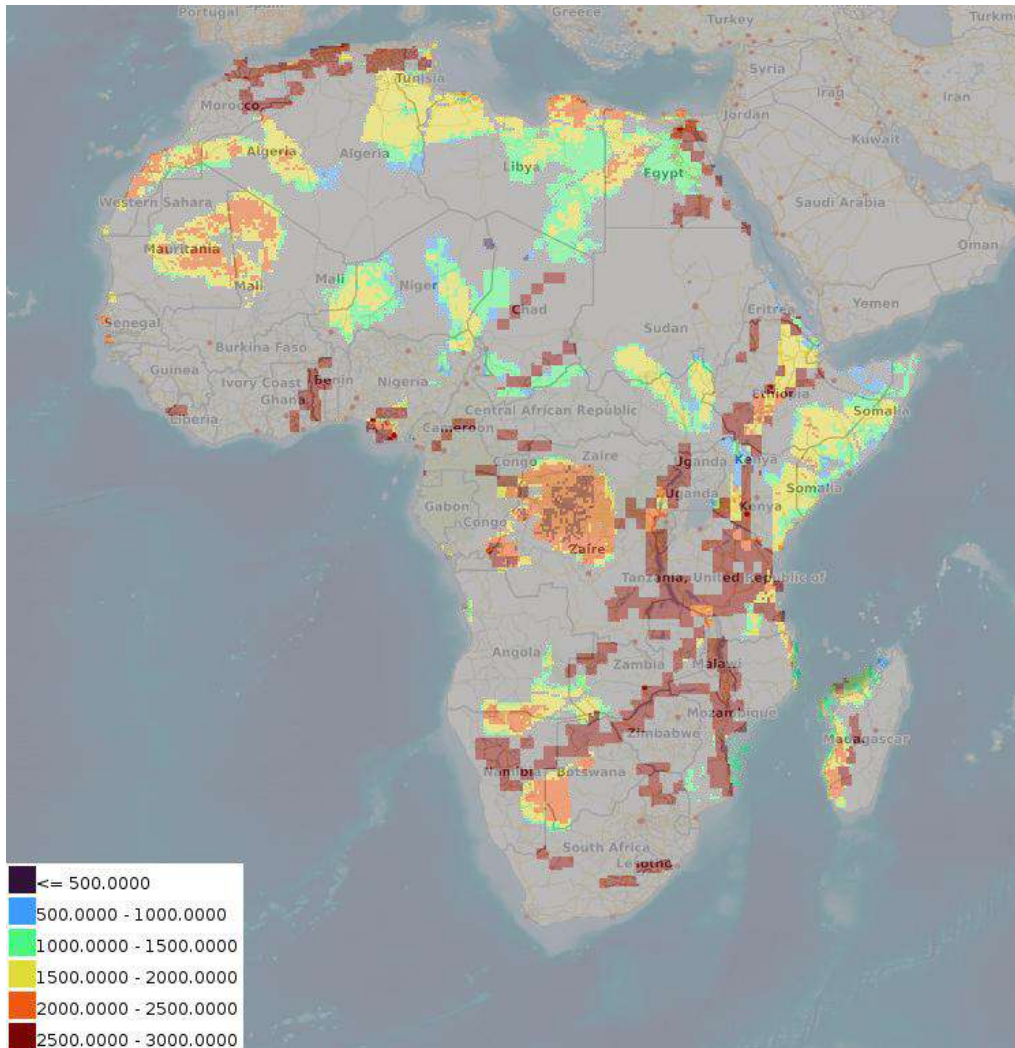 Portugal
Greece
Turkey
Turkm
Syria
Tunisia
Iraq
Iran
Morocco
Jordan
Algeria
Algeria
Kuwait
Libya
Egypt
Western Sahara
Saudi Arabia
Mauritania
Oman
Mali
Niger
Mali
Chad
Yemen
Senegal
Sudan
Eritrea
Burkina Faso
Guinea
Benin
Ivory Coast
Nigeria
Ghana
Ethiopia
Somalia
Liberia
Central African Republic
Cameroon
Congo
Zaire
Uganda
Kenya
Uganda
Somalia
Gabon
Kenya
Congo
Zaire
Tanzania, United Republic of
Angola
Zambia
Malawi
Mozambique
Zimbabwe
Madagascar
Namibia
Botswana
South Africa
Lesotho
<= 500.0000
500.0000 - 1000.0000
1000.0000 - 1500.0000
1500.0000 - 2000.0000
2000.0000 - 2500.0000
2500.0000 - 3000.0000